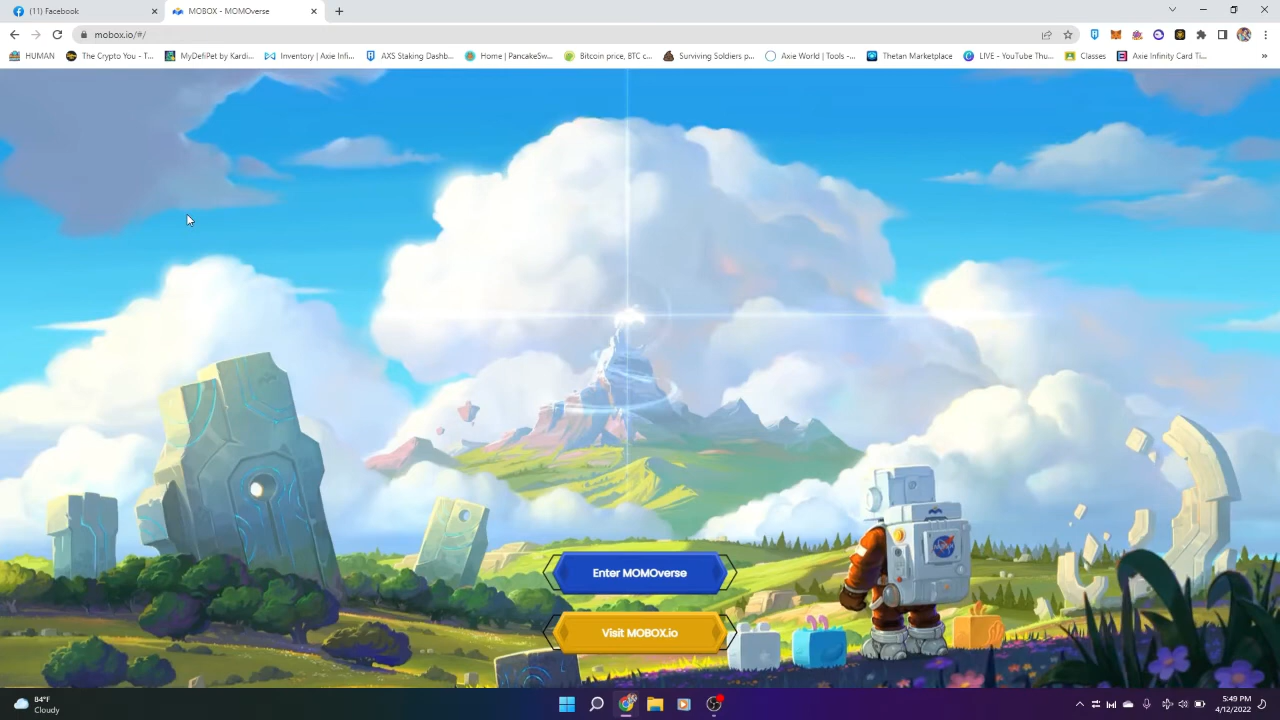 (11) Facebook
MOBOX - MOMOverse
mobox.io/#/
HUMAN
The Crypto You - T...
MyDefiPet by Kardi...
Inventory | Axie Infi...
AXS Staking Dashb...
Home | PancakeSw...
Bitcoin price, BTC c...
Surviving Soldiers p...
Axie World | Tools -...
Thetan Marketplace
LIVE - YouTube Thu...
Classes
Axie Infinity Card Ti...
»
Enter MOMOverse
Visit MOBOX.io
84°F
Cloudy
5:49 PM
4/12/2022